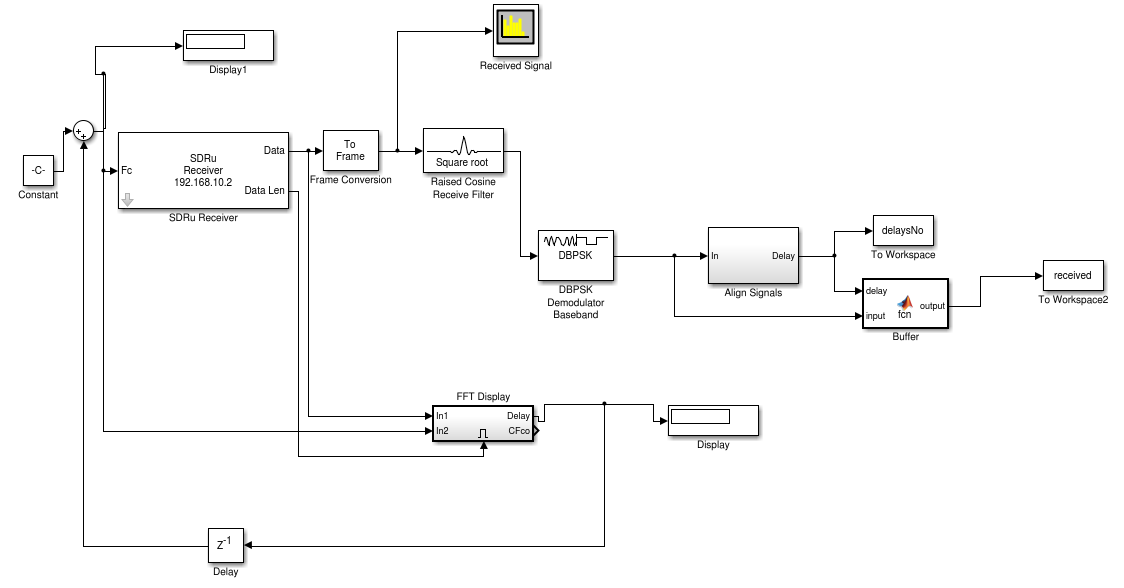 Display1
Received Signal
-C-
Constant
SDRu
Receiver
192.168.10.2
Fc
Data
Data Len
SDRu Receiver
To
Frame
Frame Conversion
Square root
Raised Cosine
Receive Filter
DBPSK
DBPSK
Demodulator
Baseband
In
Delay
Align Signals
delaysNo
To Workspace
delay
input
fcn
output
Buffer
received
To Workspace2
FFT Display
In1
In2
Delay
CFco
Display
Z-1
Delay